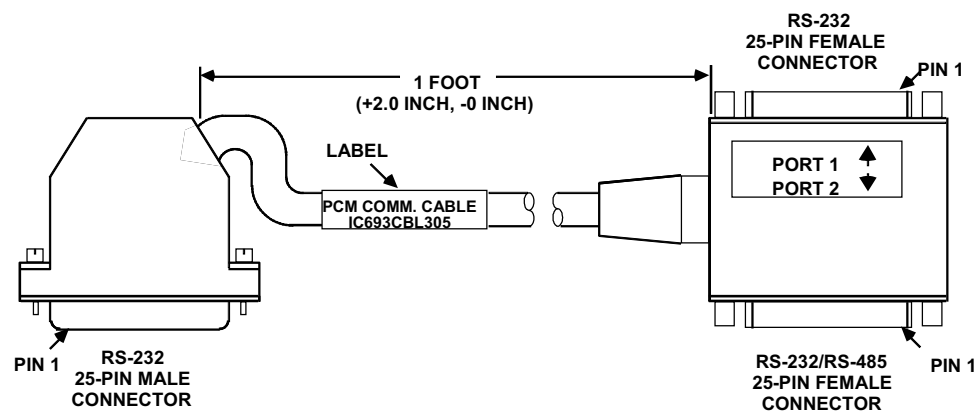 RS-232
25-PIN FEMALE
CONNECTOR
PIN 1
1 FOOT
(+2.0 INCH, -0 INCH)
LABEL
PCM COMM. CABLE
IC693CBL305
PORT 1
PORT 2
PIN 1
RS-232
25-PIN MALE
CONNECTOR
RS-232/RS-485
25-PIN FEMALE
CONNECTOR
PIN 1